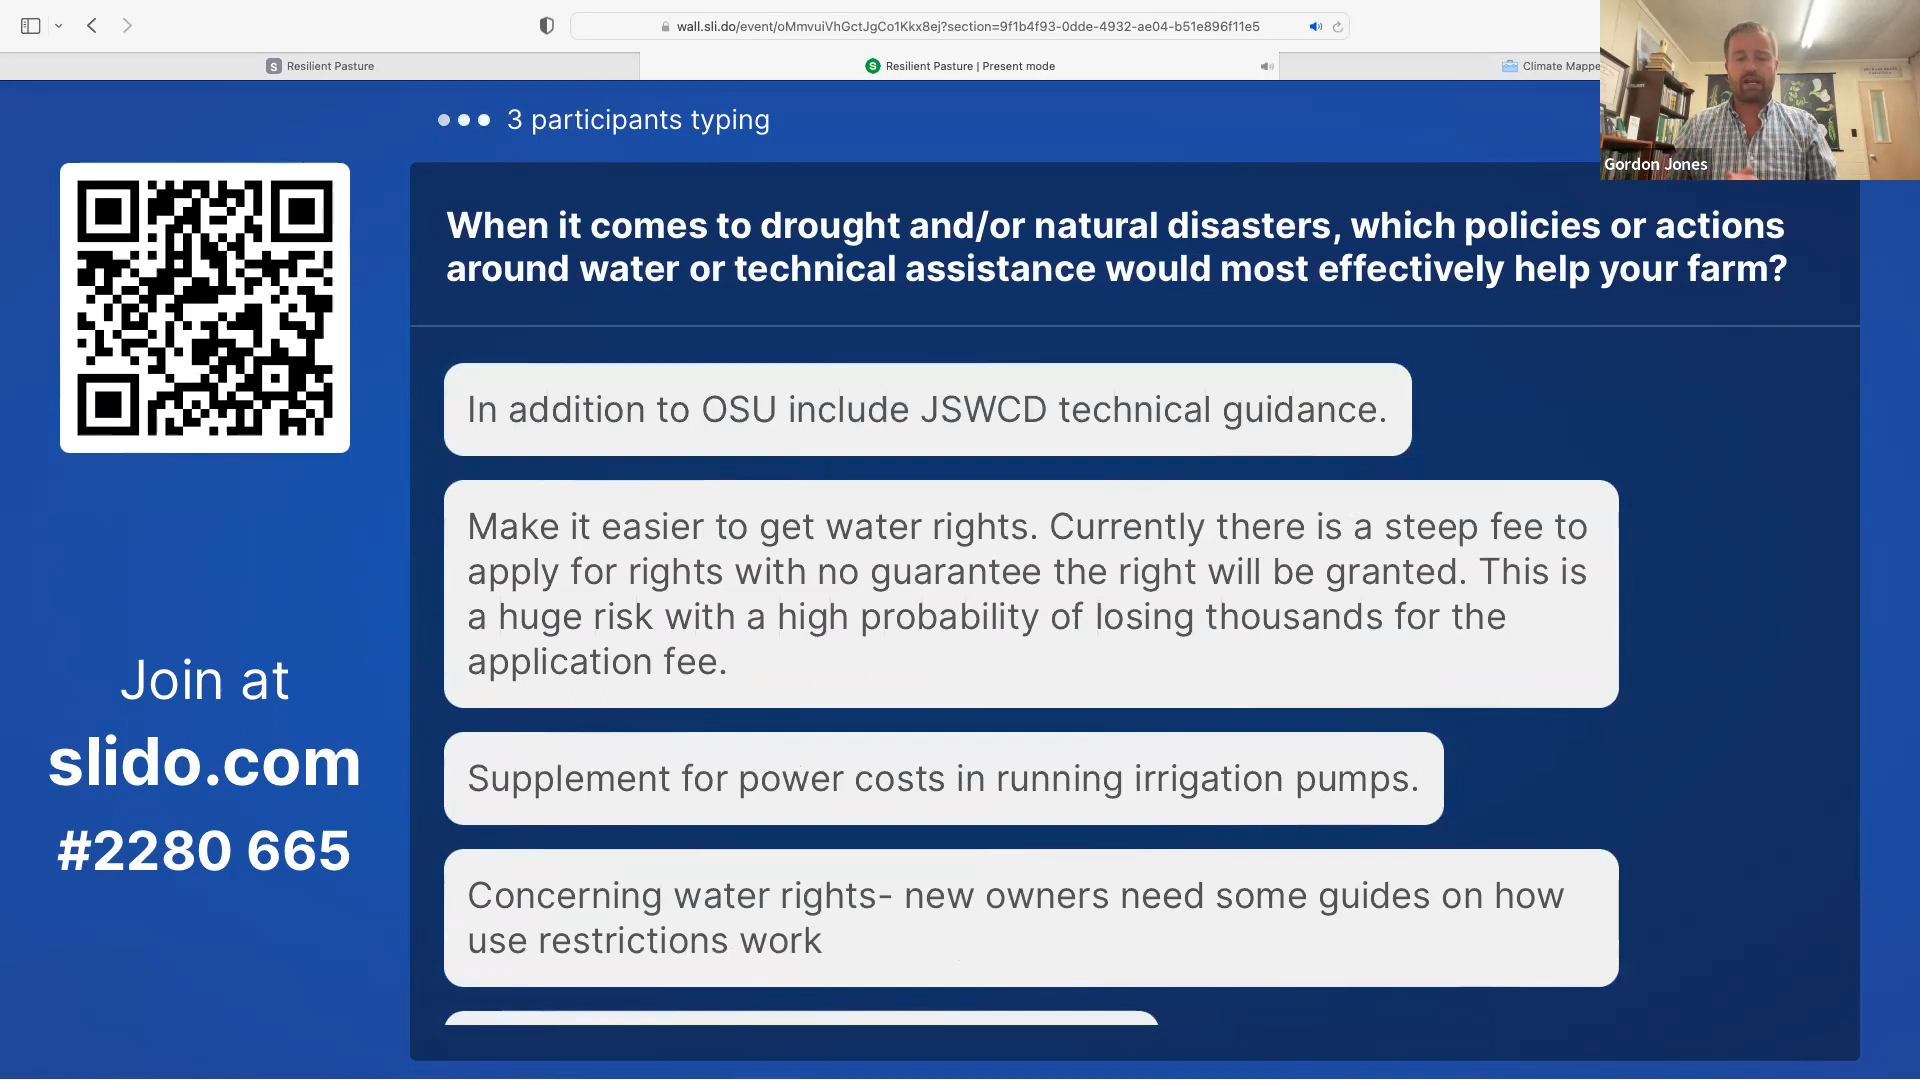 wall.sli.do/event/oMmvuiVhGctJgCo1Kkx8ej?section=9f1b4f93-0dde-4932-ae04-b51e896f11e5
S Resilient Pasture
S Resilient Pasture | Present mode
Climate Mappe
3 participants typing
Gordon Jones
When it comes to drought and/or natural disasters, which policies or actions
around water or technical assistance would most effectively help your farm?
In addition to OSU include JSWCD technical guidance.
Make it easier to get water rights. Currently there is a steep fee to
apply for rights with no guarantee the right will be granted. This is
a huge risk with a high probability of losing thousands for the
application fee.
Supplement for power costs in running irrigation pumps.
Concerning water rights- new owners need some guides on how
use restrictions work
Join at
slido.com
#2280 665